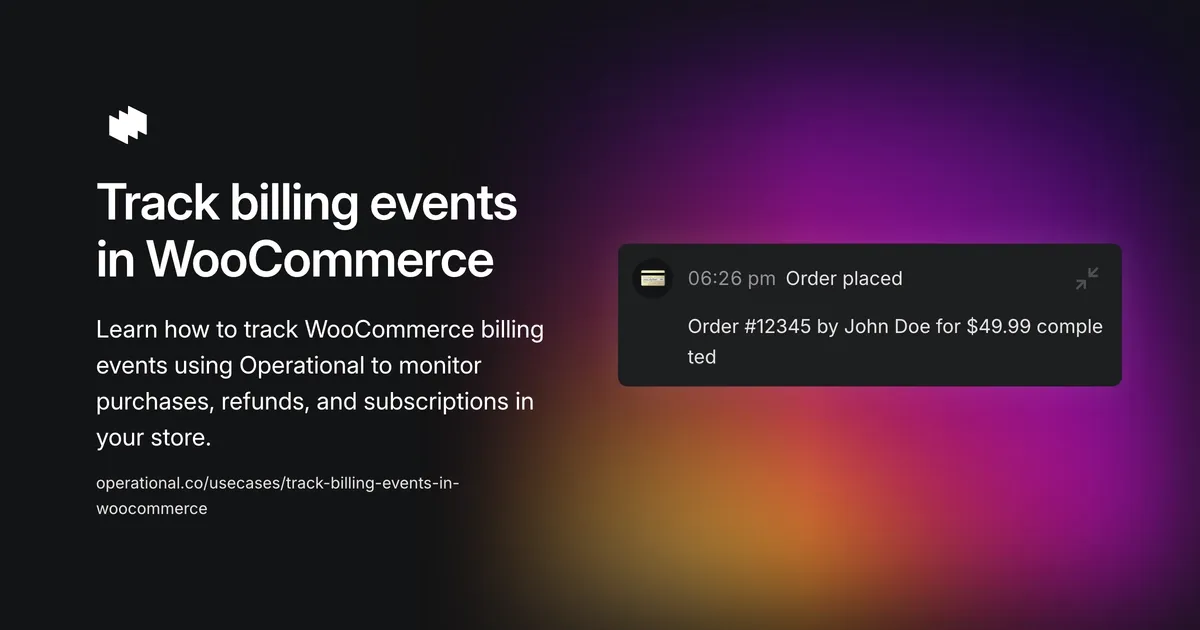 Track billing events
in WooCommerce
Learn how to track WooCommerce billing
events using Operational to monitor
purchases, refunds, and subscriptions in
your store.
operational.co/usecases/track-billing-events-in-
woocommerce
06:26 pm Order placed
Order #12345 by John Doe for $49.99 comple
ted